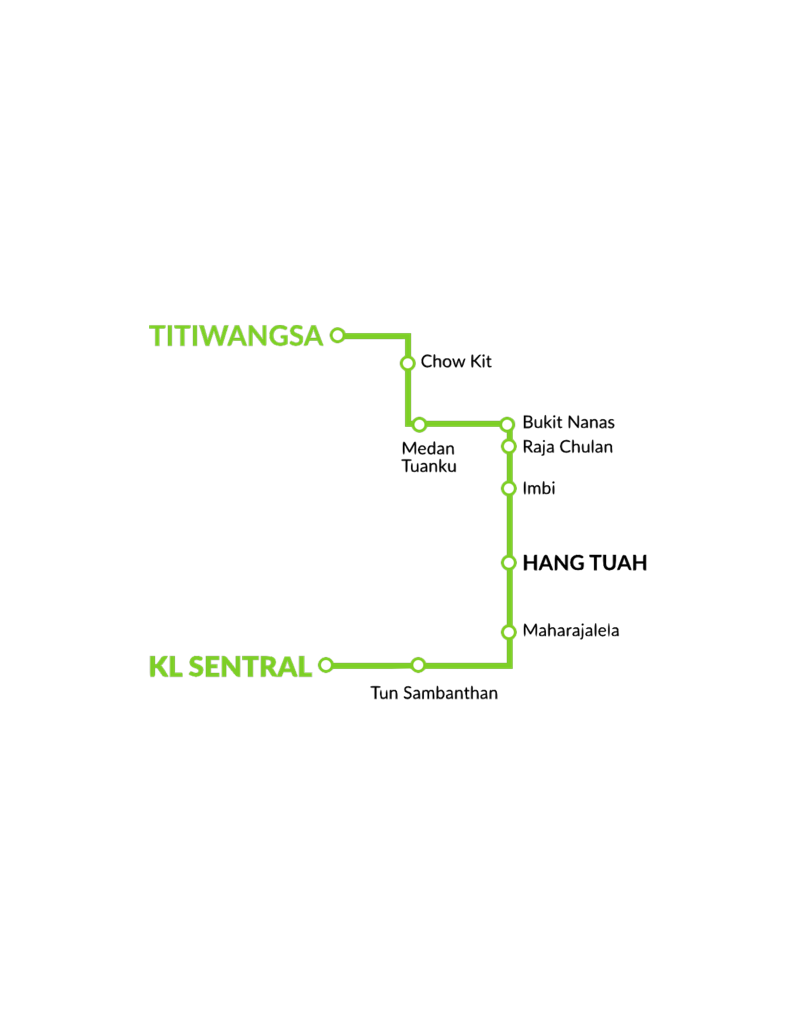 TITIWANGSA
Chow Kit
Bukit Nanas
Medan
Tuanku
Raja Chulan
Imbi
HANG TUAH
Maharajalela
KL SENTRAL
Tun Sambanthan